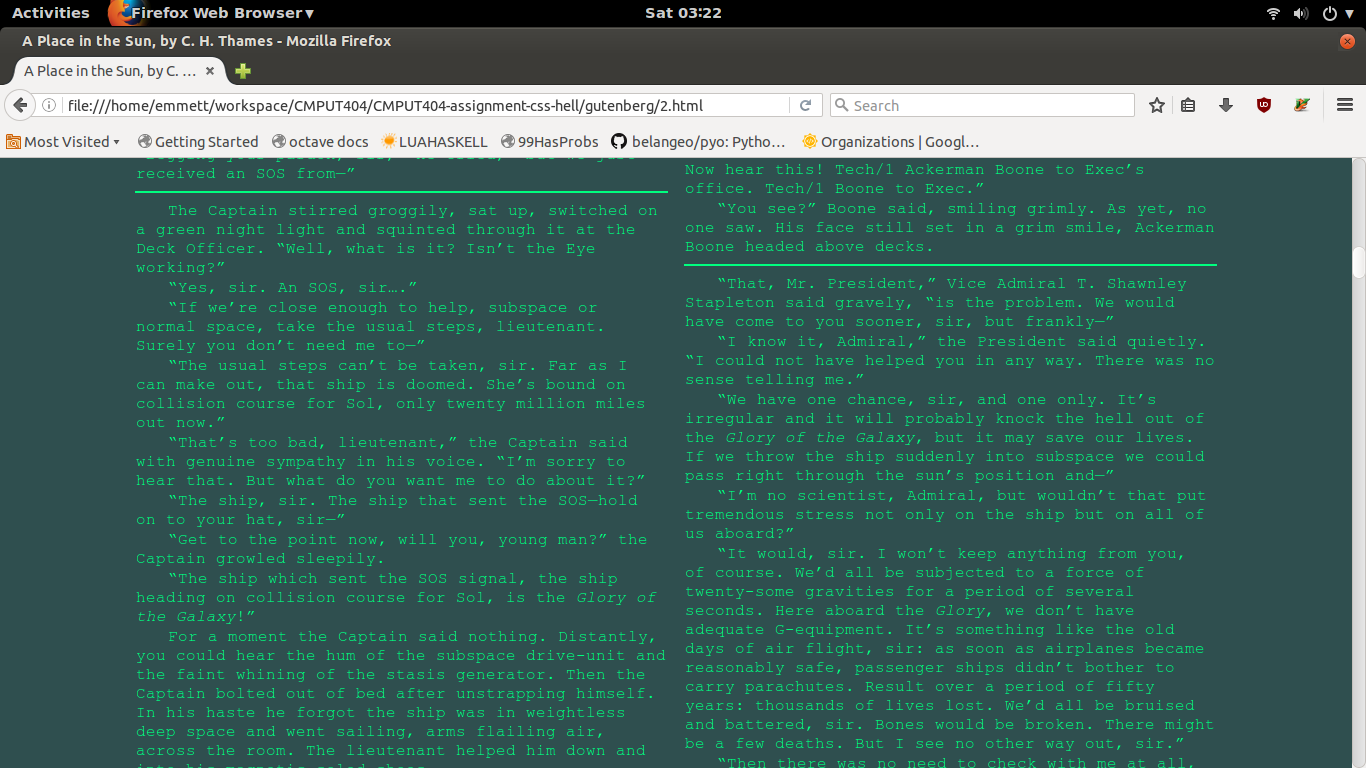 Activities
Firefox Web Browser ▾
Sat 03:22
A Place in the Sun, by C. H. Thames - Mozilla Firefox
A Place in the Sun, by C. …
file:///home/emmett/workspace/CMPUT404/CMPUT404-assignment-css-hell/gutenberg/2.html
Search
Most Visited ▾
Getting Started
octave docs
LUAHASKELL
99HasProbs
belangeo/pyo: Pytho…
Organizations | Googl…
received an SOS from—”
The Captain stirred groggily, sat up, switched on
a green night light and squinted through it at the
Deck Officer. “Well, what is it? Isn’t the Eye
working?”
“Yes, sir. An SOS, sir….”
“If we’re close enough to help, subspace or
normal space, take the usual steps, lieutenant.
Surely you don’t need me to—”
“The usual steps can’t be taken, sir. Far as I
can make out, that ship is doomed. She’s bound on
collision course for Sol, only twenty million miles
out now.”
“That’s too bad, lieutenant,” the Captain said
with genuine sympathy in his voice. “I’m sorry to
hear that. But what do you want me to do about it?”
“The ship, sir. The ship that sent the SOS—hold
on to your hat, sir—”
“Get to the point now, will you, young man?” the
Captain growled sleepily.
“The ship which sent the SOS signal, the ship
heading on collision course for Sol, is the Glory of
the Galaxy!”
For a moment the Captain said nothing. Distantly,
you could hear the hum of the subspace drive-unit and
the faint whining of the stasis generator. Then the
Captain bolted out of bed after unstrapping himself.
In his haste he forgot the ship was in weightless
deep space and went sailing, arms flailing air,
across the room. The lieutenant helped him down and
Now hear this! Tech/1 Ackerman Boone to Exec’s
office. Tech/1 Boone to Exec.”
“You see?” Boone said, smiling grimly. As yet, no
one saw. His face still set in a grim smile, Ackerman
Boone headed above decks.
“That, Mr. President,” Vice Admiral T. Shawnley
Stapleton said gravely, “is the problem. We would
have come to you sooner, sir, but frankly—”
“I know it, Admiral,” the President said quietly.
“I could not have helped you in any way. There was no
sense telling me.”
“We have one chance, sir, and one only. It’s
irregular and it will probably knock the hell out of
the Glory of the Galaxy, but it may save our lives.
If we throw the ship suddenly into subspace we could
pass right through the sun’s position and—”
“I’m no scientist, Admiral, but wouldn’t that put
tremendous stress not only on the ship but on all of
us aboard?”
“It would, sir. I won’t keep anything from you,
of course. We’d all be subjected to a force of
twenty-some gravities for a period of several
seconds. Here aboard the Glory, we don’t have
adequate G-equipment. It’s something like the old
days of air flight, sir: as soon as airplanes became
reasonably safe, passenger ships didn’t bother to
carry parachutes. Result over a period of fifty
years: thousands of lives lost. We’d all be bruised
and battered, sir. Bones would be broken. There might
be a few deaths. But I see no other way out, sir.”
“Then there was no need to check with me at all,